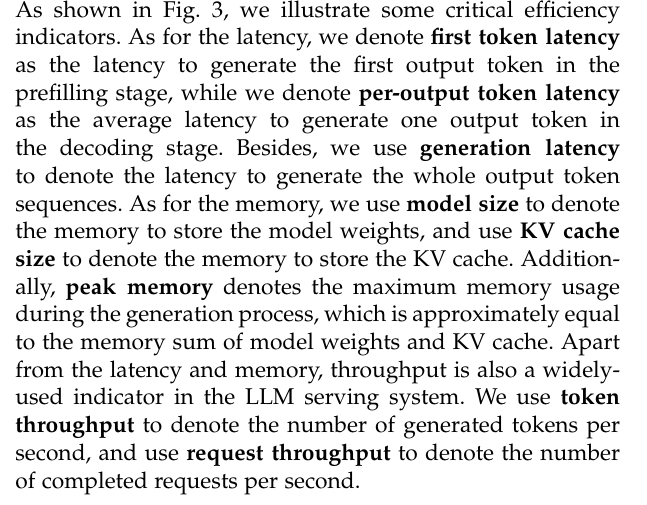 As shown in Fig. 3, we illustrate some critical efficiency
indicators. As for the latency, we denote first token latency
as the latency to generate the first output token in the
prefilling stage, while we denote per-output token latency
as the average latency to generate one output token in
the decoding stage. Besides, we use generation latency
to denote the latency to generate the whole output token
sequences. As for the memory, we use model size to denote
the memory to store the model weights, and use KV cache
size to denote the memory to store the KV cache. Addition-
ally, peak memory denotes the maximum memory usage
during the generation process, which is approximately equal
to the memory sum of model weights and KV cache. Apart
from the latency and memory, throughput is also a widely-
used indicator in the LLM serving system. We use token
throughput to denote the number of generated tokens per
second, and use request throughput to denote the number
of completed requests per second.